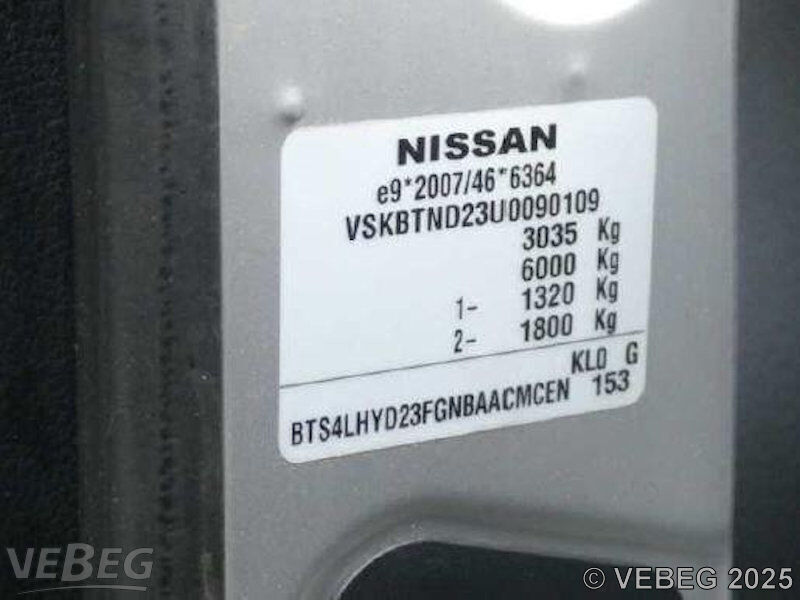 NISSAN
e9*2007/46*6364
VSKBTND23U0090109
3035 Kg
6000 Kg
1- 1320 Kg
2- 1800 Kg
KL0 G
BTS4LHYD23FGNBAACMCEN 153
VEBEG
© VEBEG 2025